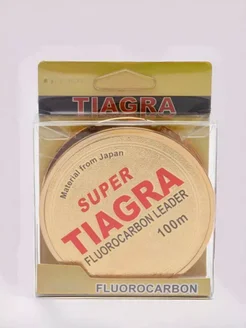 TIAGRA
Material from Japan
SUPER
TIAGRA
FLUOROCARBON LEADER
100m
FLUOROCARBON